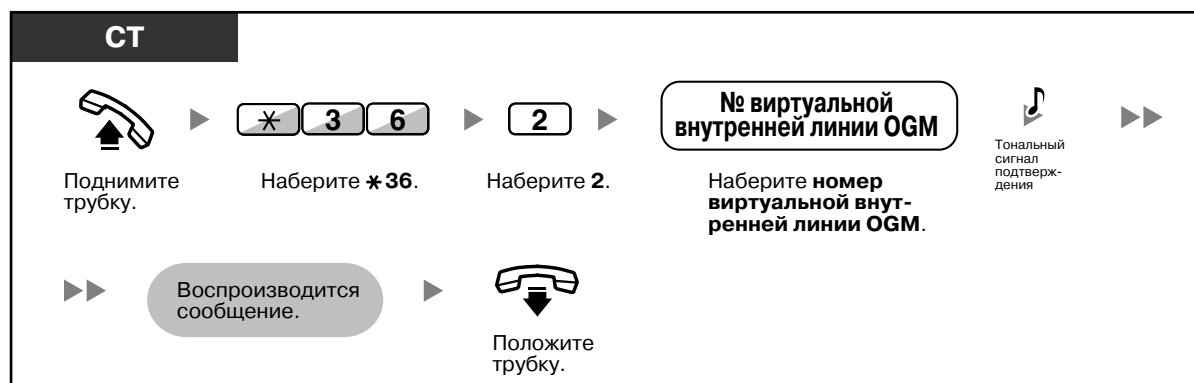 СТ
✳ 3 6
2
№ виртуальной
внутренней линии OGM
Тональный
сигнал
подтверж-
дения
Поднимите
трубку.
Наберите ✳36.
Наберите 2.
Наберите номер
виртуальной внут-
ренней линии OGM.
Воспроизводится
сообщение.
Положите
трубку.